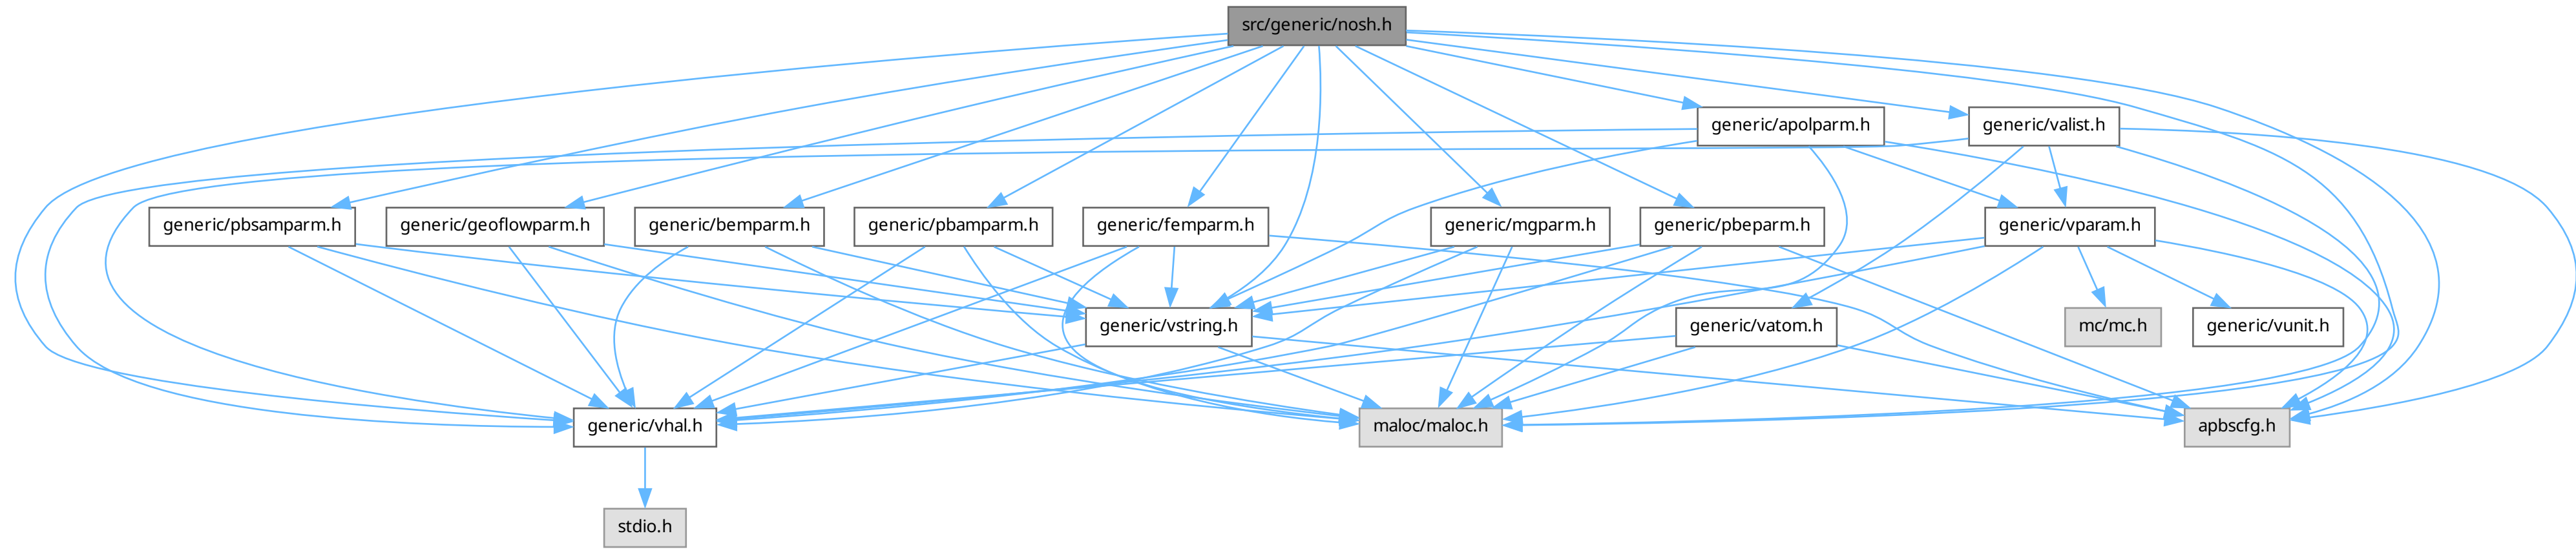 src/generic/nosh.h
generic/apolparm.h
generic/valist.h
generic/pbsamparm.h
generic/geoflowparm.h
generic/bemparm.h
generic/pbamparm.h
generic/femparm.h
generic/mgparm.h
generic/pbeparm.h
generic/vparam.h
generic/vstring.h
generic/vatom.h
mc/mc.h
generic/vunit.h
generic/vhal.h
maloc/maloc.h
apbscfg.h
stdio.h